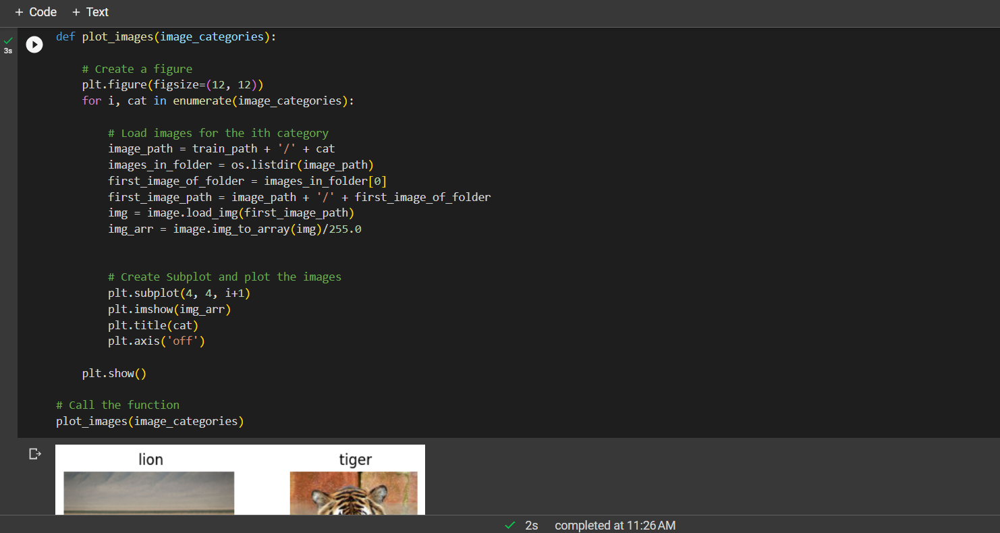 + Code + Text
3s
def plot_images(image_categories):
# Create a figure
plt.figure(figsize=(12, 12))
for i, cat in enumerate(image_categories):
# Load images for the ith category
image_path = train_path + '/' + cat
images_in_folder = os.listdir(image_path)
first_image_of_folder = images_in_folder[0]
first_image_path = image_path + '/' + first_image_of_folder
img = image.load_img(first_image_path)
img_arr = image.img_to_array(img)/255.0
# Create Subplot and plot the images
plt.subplot(4, 4, i+1)
plt.imshow(img_arr)
plt.title(cat)
plt.axis('off')
plt.show()
# Call the function
plot_images(image_categories)
lion tiger
2s completed at 11:26 AM